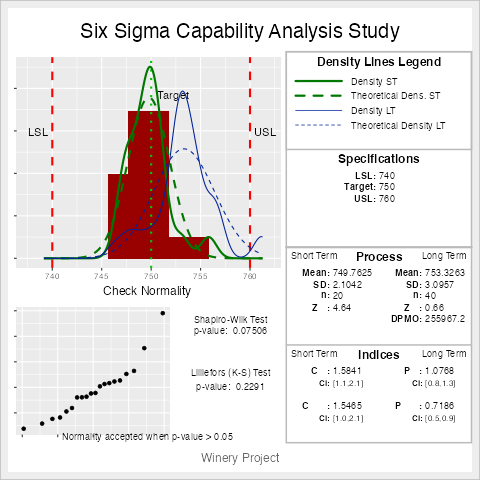 Six Sigma Capability Analysis Study
LSL
Target
USL
740 745 750 755 760
Density Lines Legend
Density ST
Theoretical Dens. ST
Density LT
Theoretical Density LT
Specifications
LSL: 740
Target: 750
USL: 760
Short Term Process Long Term
Mean: 749.7625 Mean: 753.3263
SD: 2.1042 SD: 3.0957
n: 20 n: 40
Z : 4.64 Z : 0.66
DPMO: 255967.2
Check Normality
Shapiro-Wilk Test
p-value: 0.07506
Lilliefors (K-S) Test
p-value: 0.2291
Normality accepted when p-value > 0.05
Short Term Indices Long Term
C : 1.5841 P : 1.0768
CI: [1.1,2.1] CI: [0.8,1.3]
C : 1.5465 P : 0.7186
CI: [1.0,2.1] CI: [0.5,0.9]
Winery Project